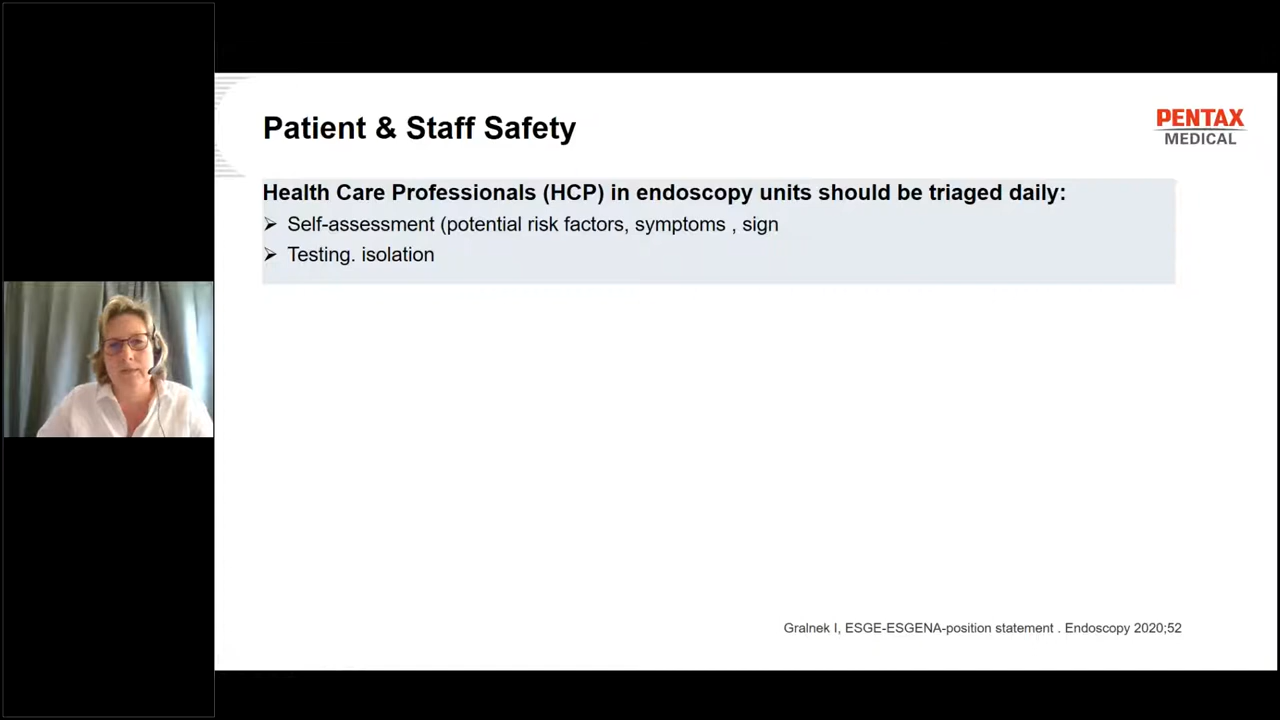 Patient & Staff Safety
PENTAX
MEDICAL
Health Care Professionals (HCP) in endoscopy units should be triaged daily:
Self-assessment (potential risk factors, symptoms , sign
Testing. isolation
Gralnek I, ESGE-ESGENA-position statement . Endoscopy 2020;52